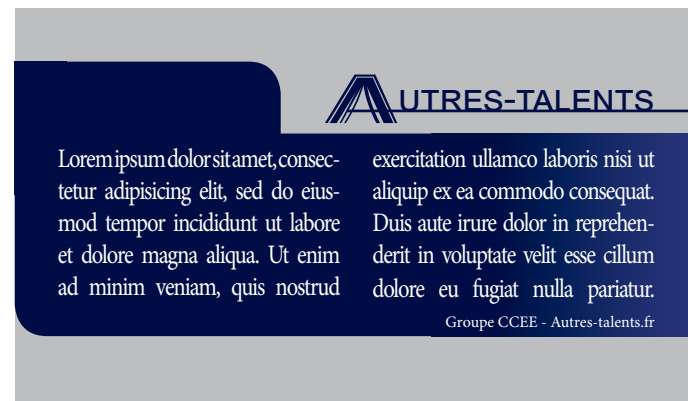 AUTRES-TALENTS
Lorem ipsum dolor sit amet, consec-
tetur adipisicing elit, sed do eius-
mod tempor incididunt ut labore
et dolore magna aliqua. Ut enim
ad minim veniam, quis nostrud
exercitation ullamco laboris nisi ut
aliquip ex ea commodo consequat.
Duis aute irure dolor in reprehen-
derit in voluptate velit esse cillum
dolore eu fugiat nulla pariatur.
Groupe CCEE - Autres-talents.fr